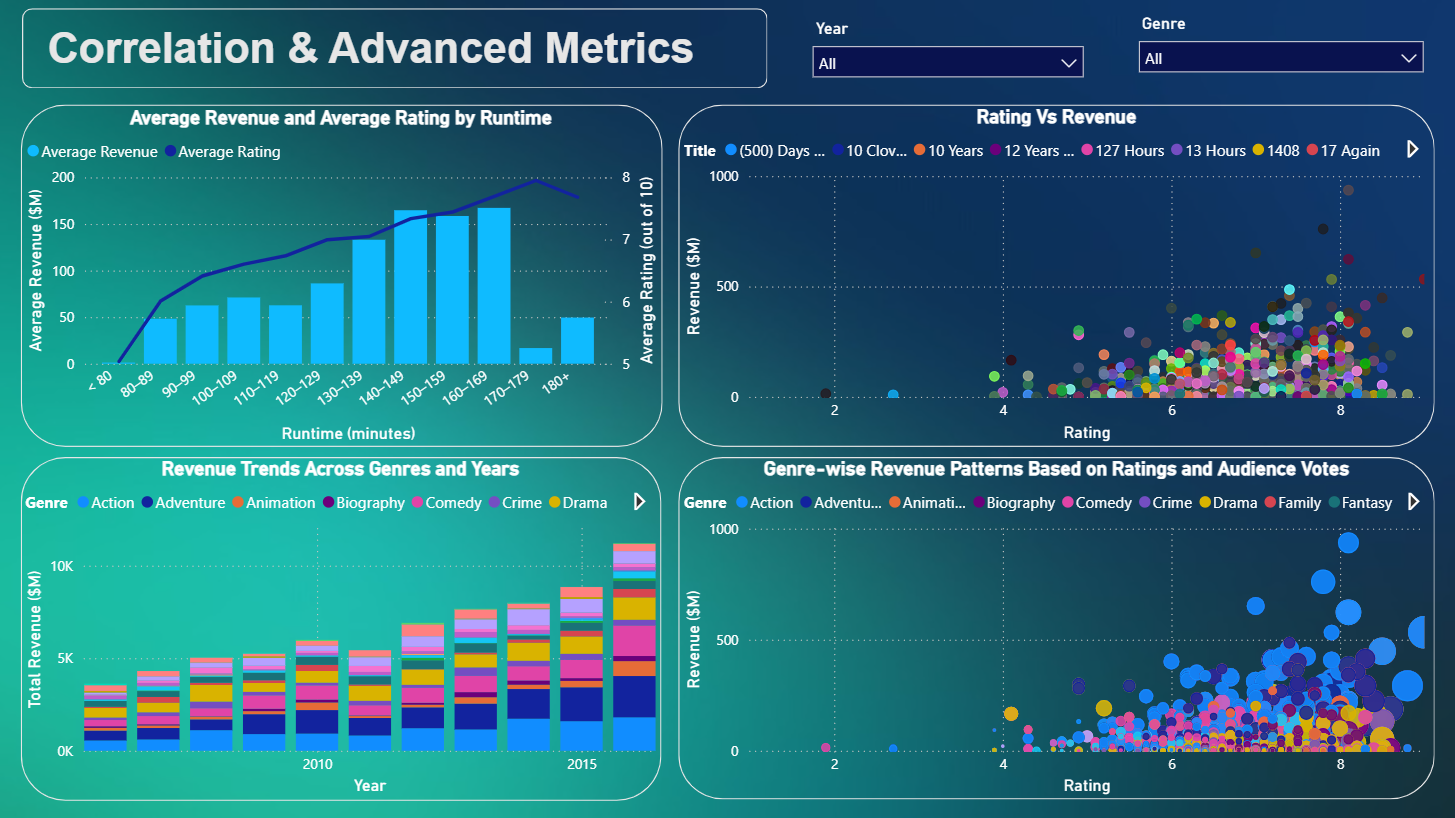 Correlation & Advanced Metrics
Year
All
Genre
All
Average Revenue and Average Rating by Runtime
Average Revenue Average Rating
Average Revenue ($M)
200
150
100
50
0
Average Rating (out of 10)
8
7
6
5
< 80
80–89
90–99
100–109
110–119
120–129
130–139
140–149
150–159
160–169
170–179
180+
Runtime (minutes)
Rating Vs Revenue
Title (500) Days ... 10 Clov... 10 Years 12 Years ... 127 Hours 13 Hours 1408 17 Again
Revenue ($M)
1000
500
0
2 4 6 8
Rating
Revenue Trends Across Genres and Years
Genre Action Adventure Animation Biography Comedy Crime Drama
Total Revenue ($M)
10K
5K
0K
2010 2015
Year
Genre-wise Revenue Patterns Based on Ratings and Audience Votes
Genre Action Adventu... Animati... Biography Comedy Crime Drama Family Fantasy
Revenue ($M)
1000
500
0
2 4 6 8
Rating